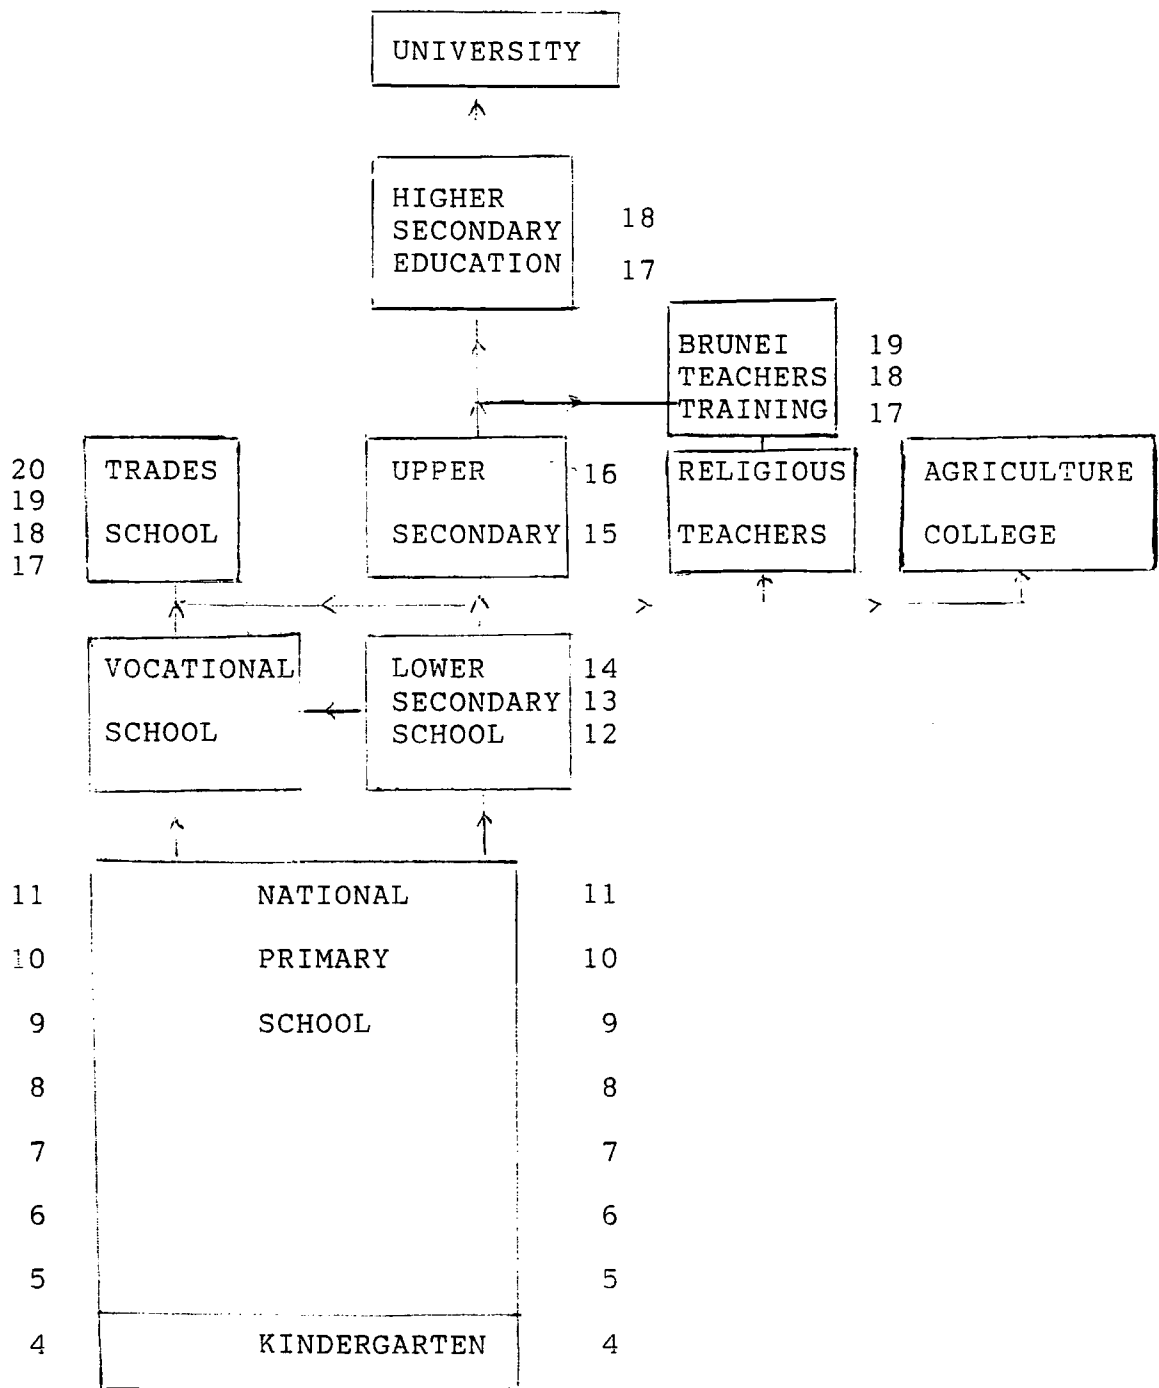 UNIVERSITY
HIGHER
SECONDARY
EDUCATION
18
17
BRUNEI 19
TEACHERS 18
TRAINING 17
20 TRADES
19
18 SCHOOL
17
UPPER 16
SECONDARY 15
RELIGIOUS
TEACHERS
AGRICULTURE
COLLEGE
VOCATIONAL
SCHOOL
LOWER 14
SECONDARY 13
SCHOOL 12
11 NATIONAL 11
10 PRIMARY 10
9 SCHOOL 9
8 8
7 7
6 6
5 5
4 KINDERGARTEN 4